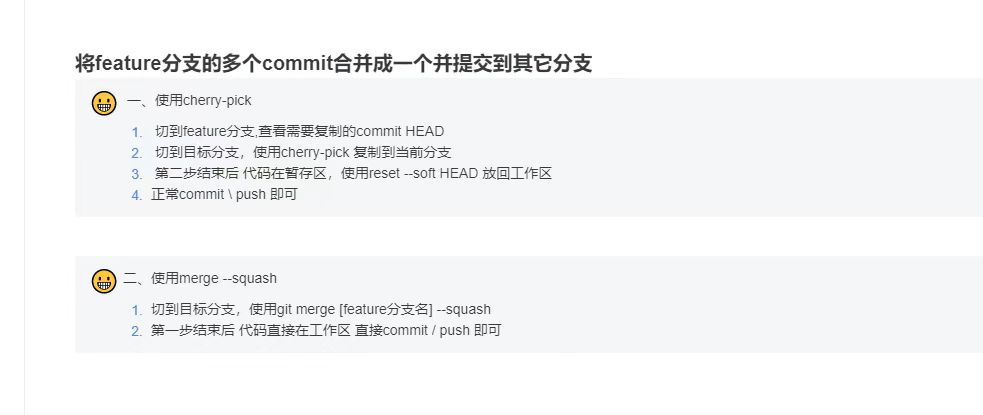 将feature分支的多个commit合并成一个并提交到其它分支
一、使用cherry-pick
1. 切到feature分支,查看需要复制的commit HEAD
2. 切到目标分支，使用cherry-pick 复制到当前分支
3. 第二步结束后 代码在暂存区，使用reset --soft HEAD 放回工作区
4. 正常commit \ push 即可
二、使用merge --squash
1. 切到目标分支，使用git merge [feature分支名] --squash
2. 第一步结束后 代码直接在工作区 直接commit / push 即可